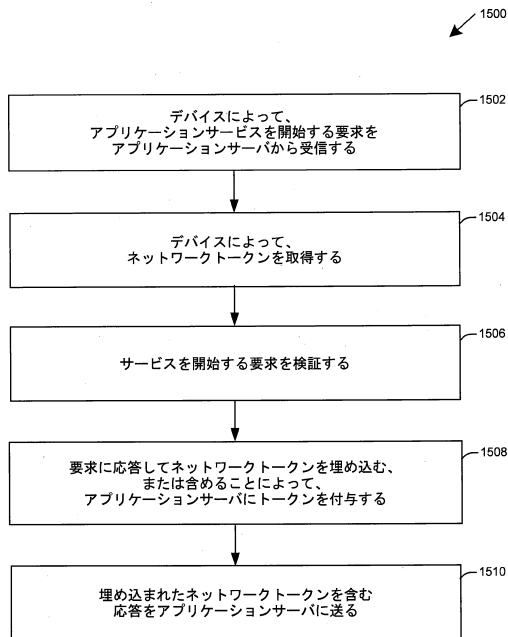 1500
1502
デバイスによって、
アプリケーションサービスを開始する要求を
アプリケーションサーバから受信する
1504
デバイスによって、
ネットワークトークンを取得する
1506
サービスを開始する要求を検証する
1508
要求に応答してネットワークトークンを埋め込む、
または含めることによって、
アプリケーションサーバにトークンを付与する
1510
埋め込まれたネットワークトークンを含む
応答をアプリケーションサーバに送る